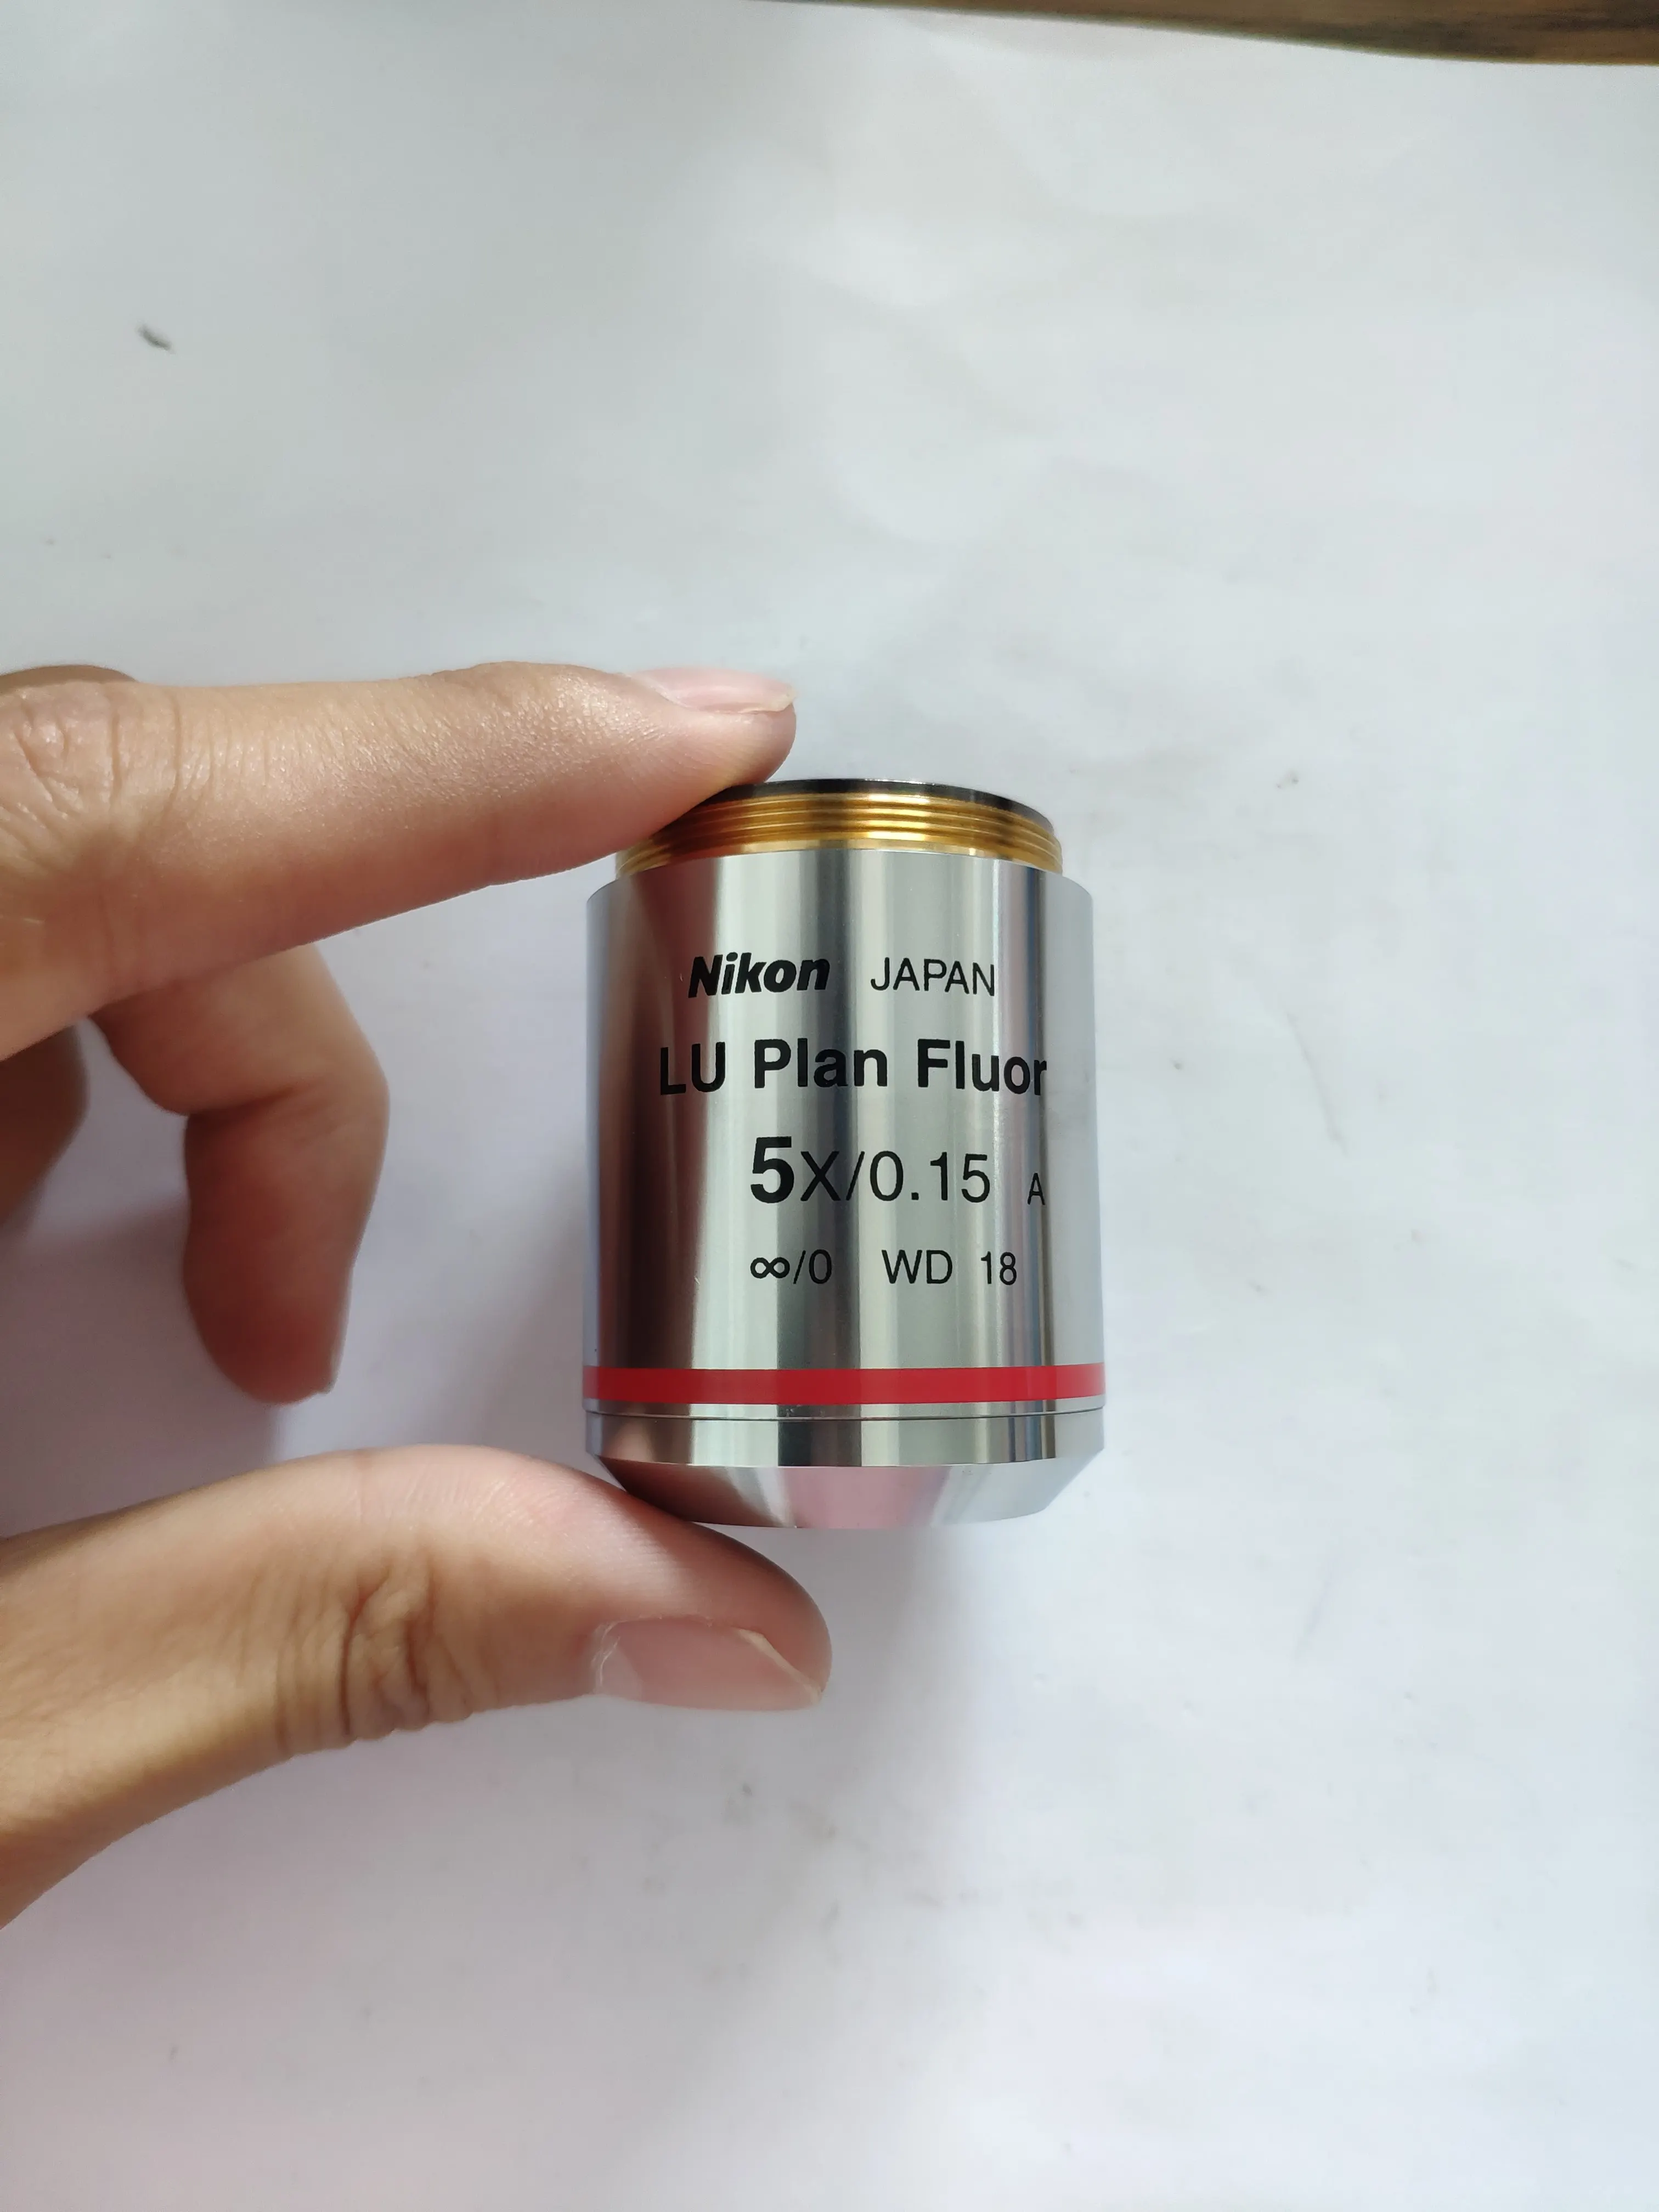 Nikon JAPAN
LU Plan Fluor
5X/0.15 A
∞/0 WD 18